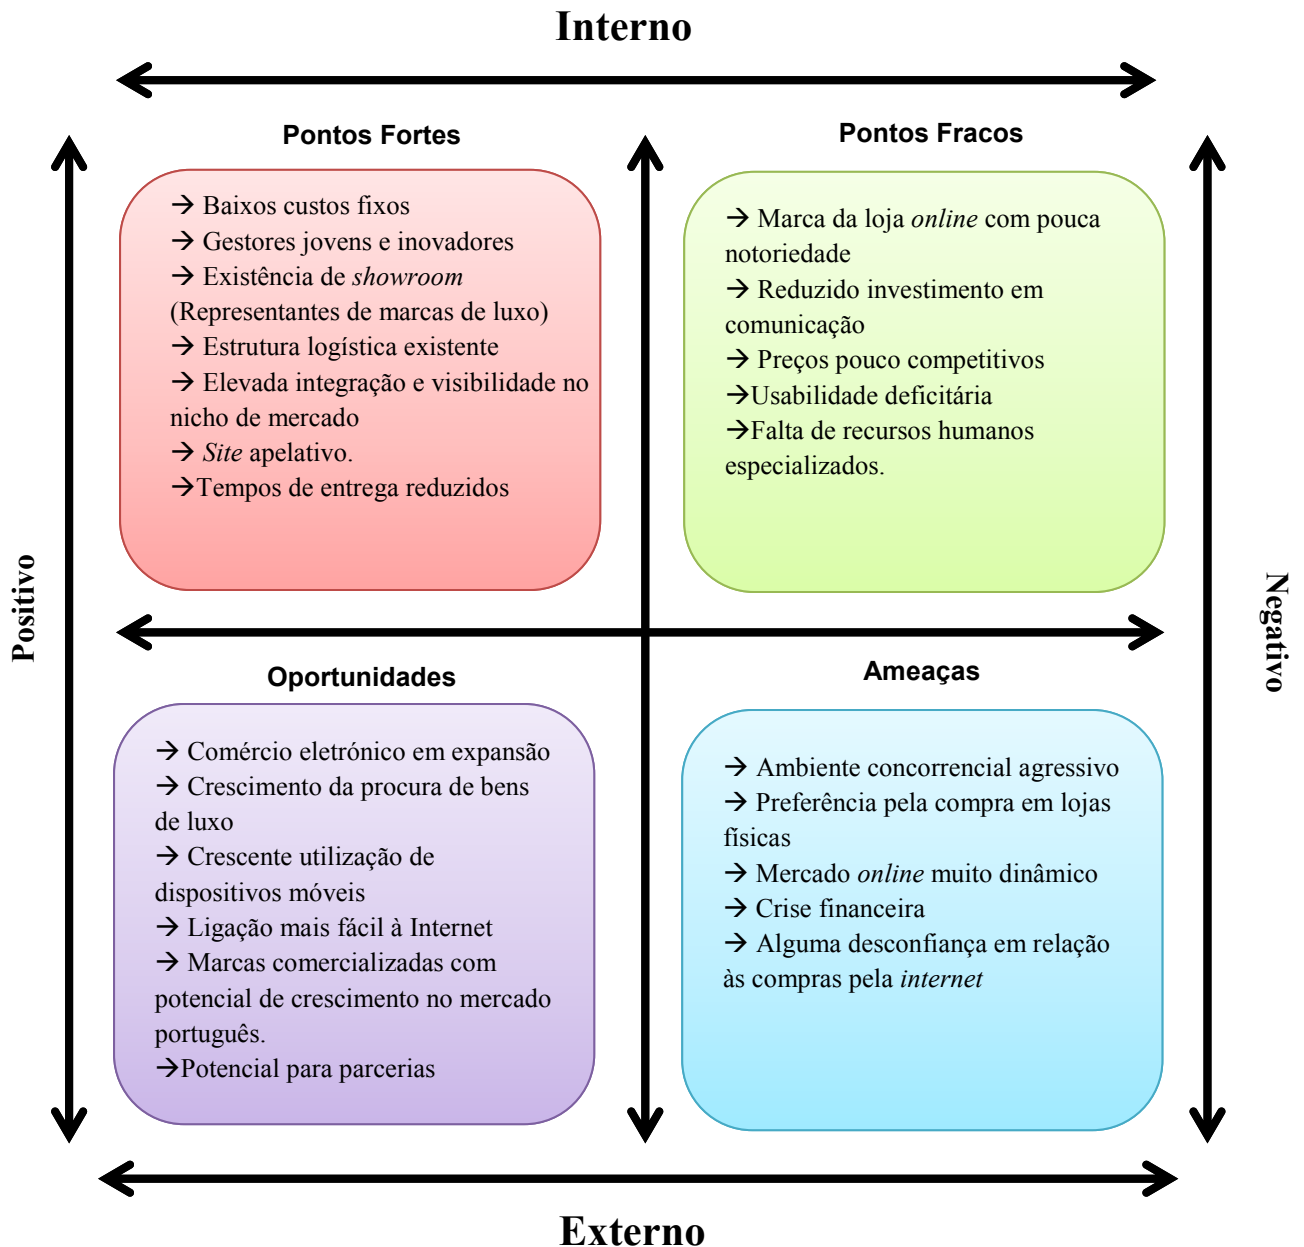 Interno
Pontos Fortes
→ Baixos custos fixos
→ Gestores jovens e inovadores
→ Existência de showroom
(Representantes de marcas de luxo)
→ Estrutura logística existente
→ Elevada integração e visibilidade no
nicho de mercado
→ Site apelativo.
→Tempos de entrega reduzidos
Pontos Fracos
→ Marca da loja online com pouca
notoriedade
→ Reduzido investimento em
comunicação
→ Preços pouco competitivos
→Usabilidade deficitária
→Falta de recursos humanos
especializados.
Positivo
Negativo
Oportunidades
→ Comércio eletrónico em expansão
→ Crescimento da procura de bens
de luxo
→ Crescente utilização de
dispositivos móveis
→ Ligação mais fácil à Internet
→ Marcas comercializadas com
potencial de crescimento no mercado
português.
→Potencial para parcerias
Ameaças
→ Ambiente concorrencial agressivo
→ Preferência pela compra em lojas
físicas
→ Mercado online muito dinâmico
→ Crise financeira
→ Alguma desconfiança em relação
às compras pela internet
Externo